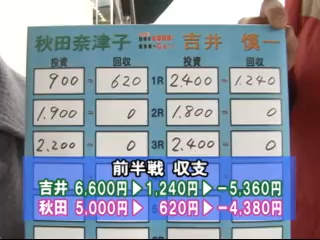 秋田奈津子 吉井 慎一
投資 回収 投資 回収
900 = 620 1R 2,400 = 1,240
1,900 = 0 2R 1,800 = 0
2,200 = 0 3R 2,400 = 0
前半戦 収支
吉井 6,600円▶1,240円▶-5,360円
秋田 5,000円▶ 620円▶-4,380円